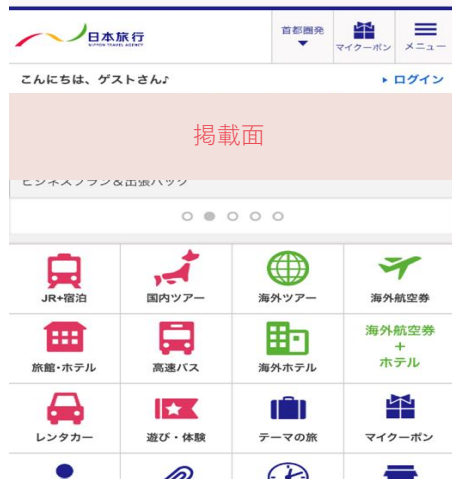 日本旅行
NIPPON TRAVEL AGENCY
首都圏発
マイクーポン
メニュー
こんにちは、ゲストさん♪
ログイン
掲載面
ビジネスプラン&出張パック
JR+宿泊
国内ツアー
海外ツアー
海外航空券
旅館・ホテル
高速バス
海外ホテル
海外航空券
+
ホテル
レンタカー
遊び・体験
テーマの旅
マイクーポン